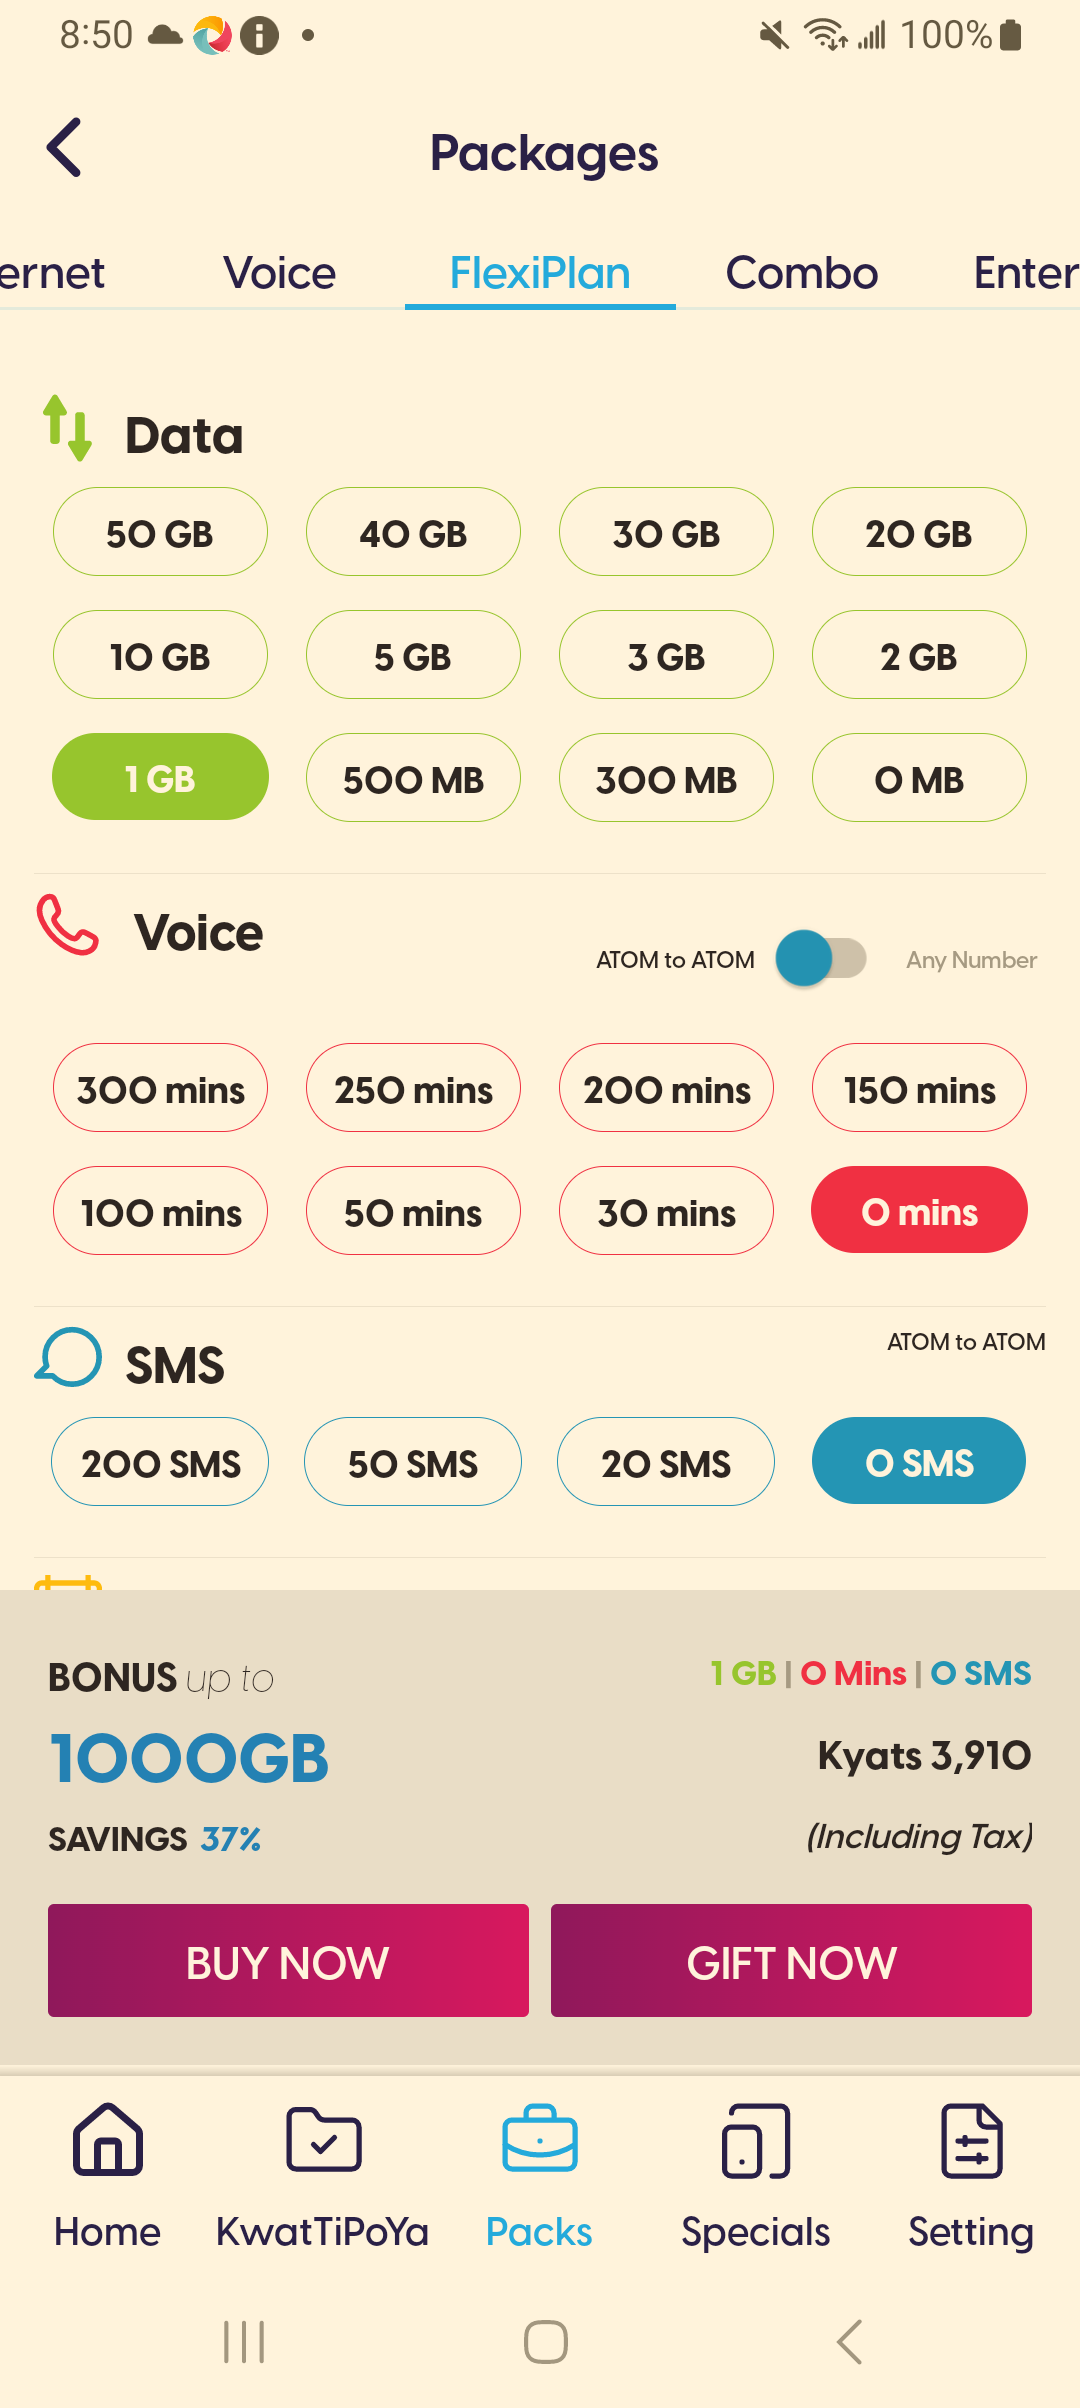 8:50 100%
Packages
ernet Voice FlexiPlan Combo Enter
Data
50 GB 40 GB 30 GB 20 GB
10 GB 5 GB 3 GB 2 GB
1 GB 500 MB 300 MB 0 MB
Voice
ATOM to ATOM Any Number
300 mins 250 mins 200 mins 150 mins
100 mins 50 mins 30 mins 0 mins
ATOM to ATOM
SMS
200 SMS 50 SMS 20 SMS 0 SMS
BONUS up to 1 GB | 0 Mins | 0 SMS
1000GB Kyats 3,910
SAVINGS 37% (Including Tax)
BUY NOW GIFT NOW
Home KwatTiPoYa Packs Specials Setting